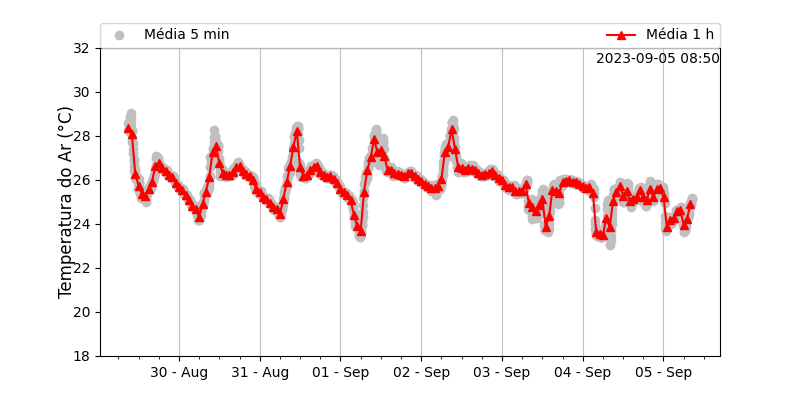 Média 5 min
Média 1 h
2023-09-05 08:50
Temperatura do Ar (°C)
32
30
28
26
24
22
20
18
30 - Aug
31 - Aug
01 - Sep
02 - Sep
03 - Sep
04 - Sep
05 - Sep